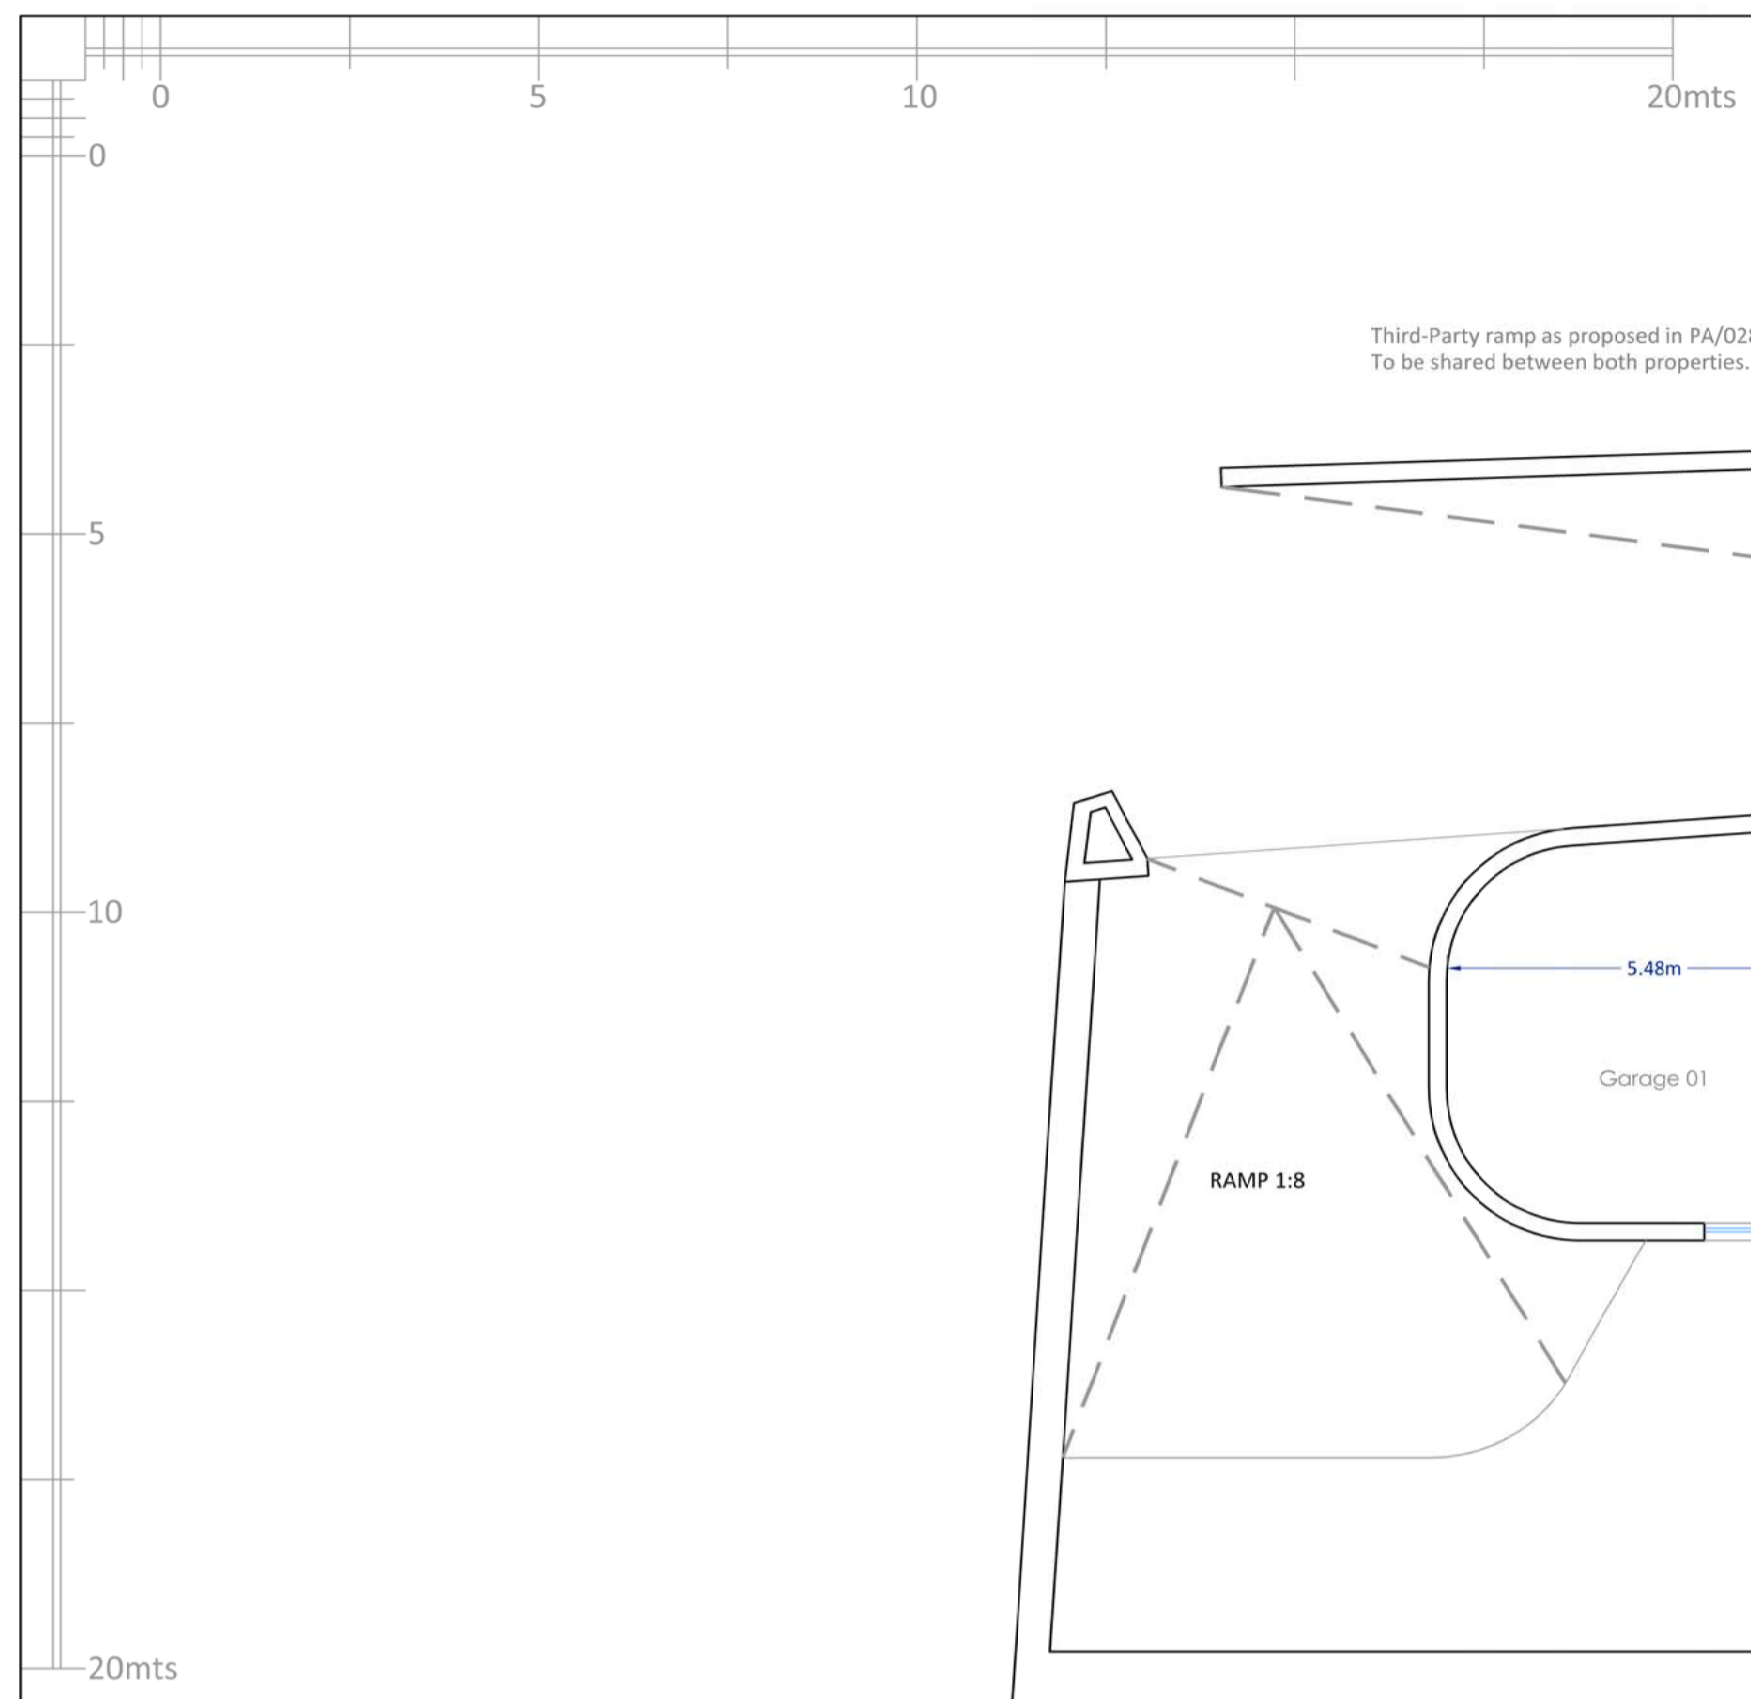 0 5 10 20mts
0
Third-Party ramp as proposed in PA/028
To be shared between both properties.
5
10
5.48m
Garage 01
RAMP 1:8
20mts